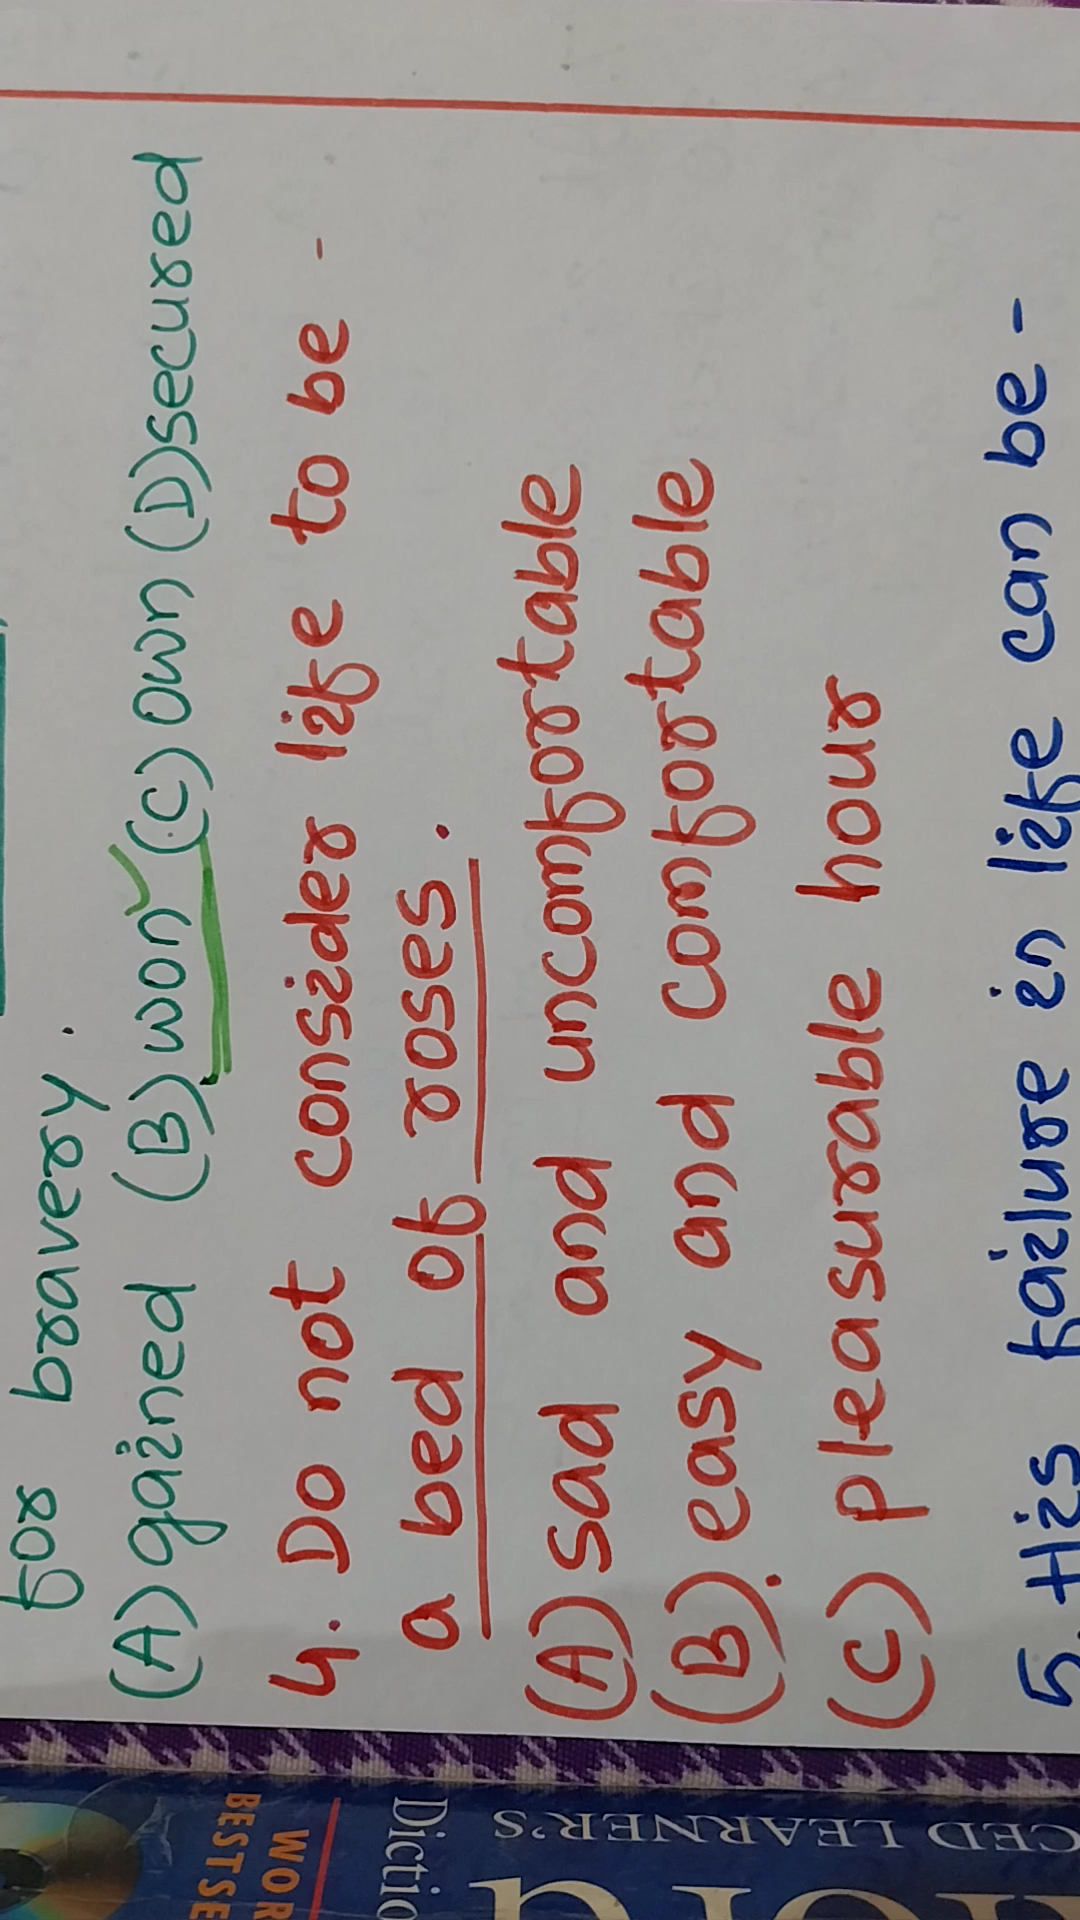 for bravery.
(A) gained (B) won (C) own (D) secured
4. Do not consider life to be -
a bed of roses.
(A) sad and uncomfortable
(B) easy and comfortable
(C) pleasurable hour
5. His failure in life can be -
BESTSE
WOR
Dictio
CED LEARNER'S